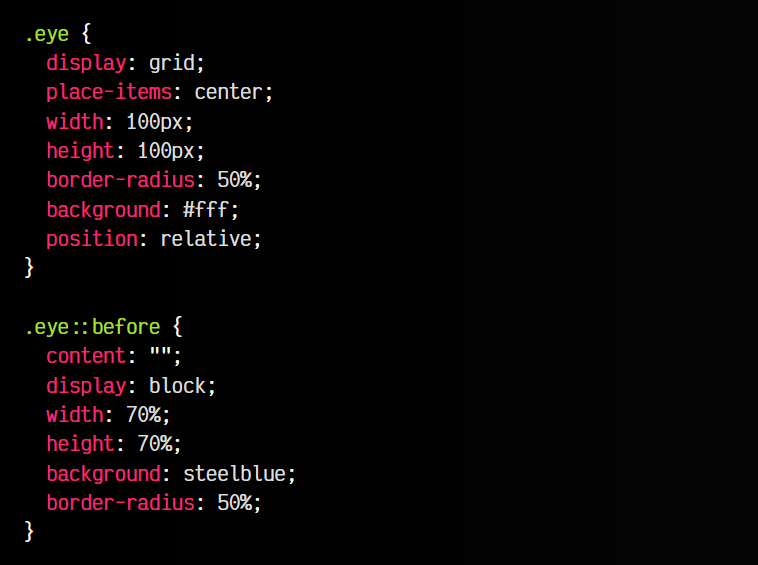 .eye {
  display: grid;
  place-items: center;
  width: 100px;
  height: 100px;
  border-radius: 50%;
  background: #fff;
  position: relative;
}

.eye::before {
  content: "";
  display: block;
  width: 70%;
  height: 70%;
  background: steelblue;
  border-radius: 50%;
}